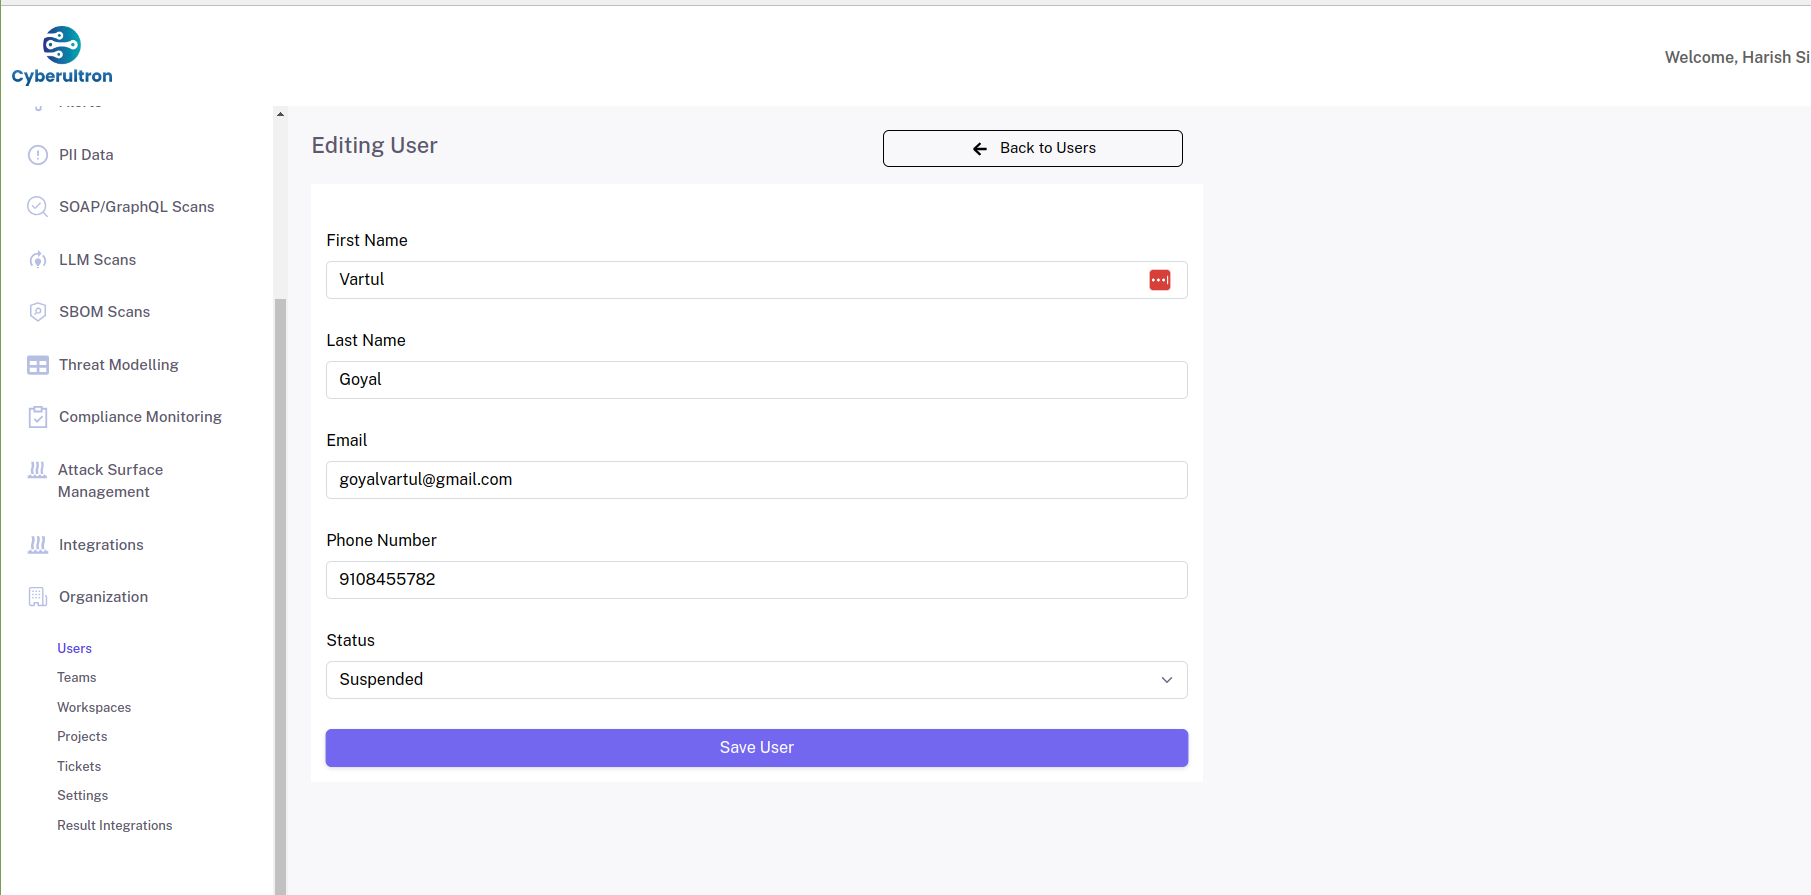 Cyberultron
Welcome, Harish Si
Alerts
PII Data
SOAP/GraphQL Scans
LLM Scans
SBOM Scans
Threat Modelling
Compliance Monitoring
Attack Surface
Management
Integrations
Organization
Users
Teams
Workspaces
Projects
Tickets
Settings
Result Integrations
Editing User
Back to Users
First Name
Vartul
Last Name
Goyal
Email
goyalvartul@gmail.com
Phone Number
9108455782
Status
Suspended
Save User